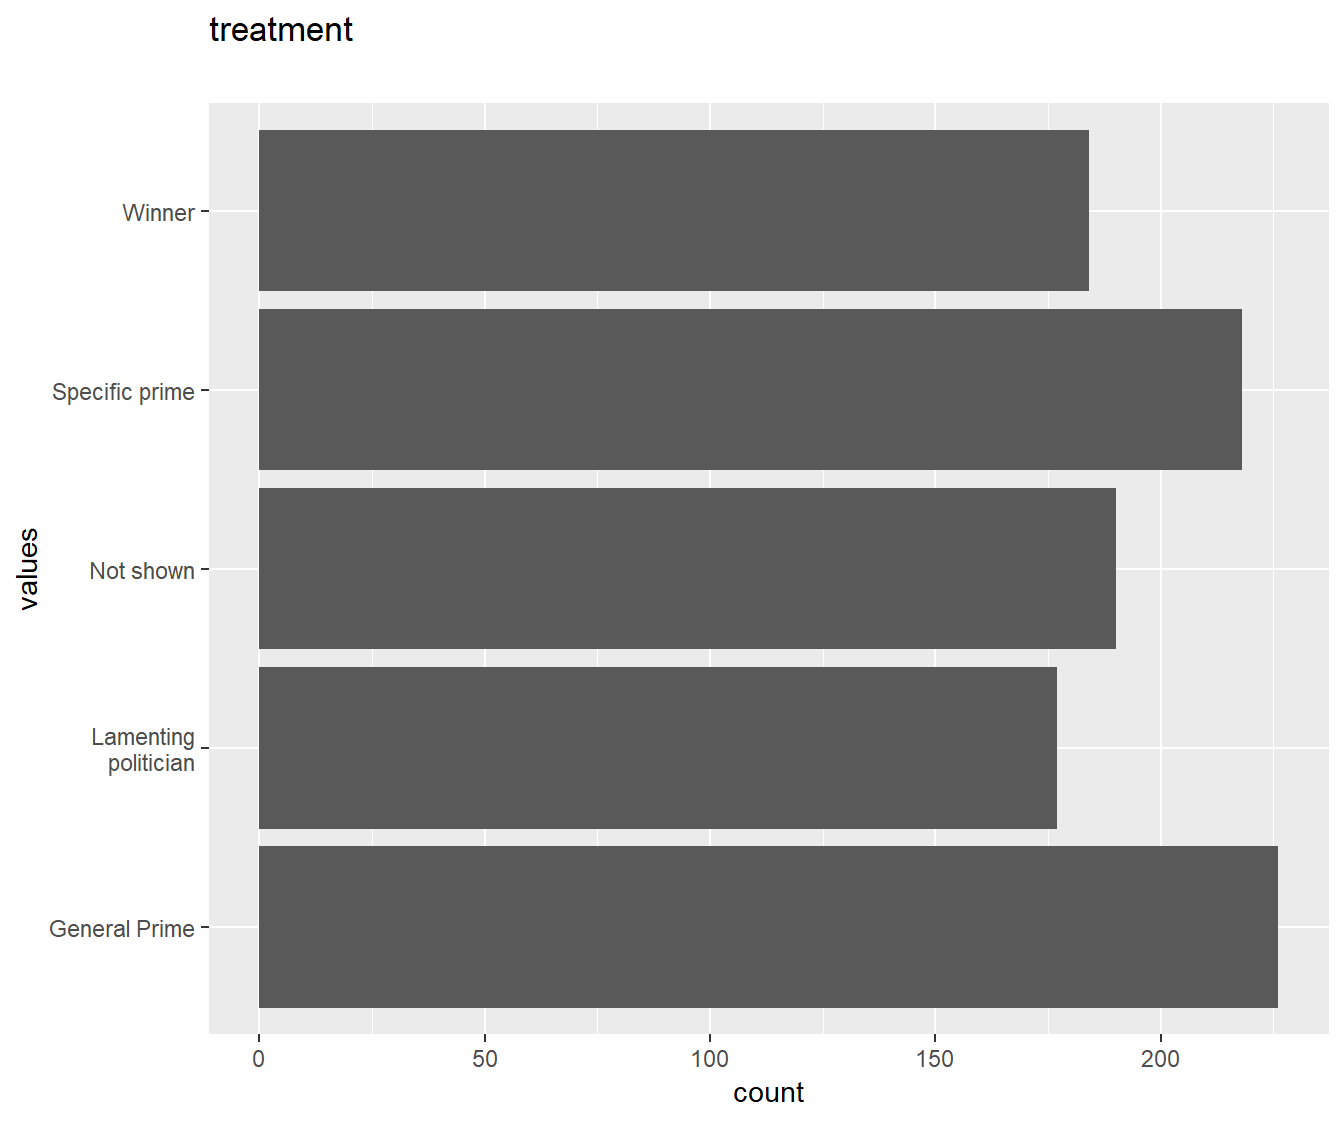 treatment
Winner
Specific prime
Not shown
Lamenting
politician
General Prime
values
0 50 100 150 200
count